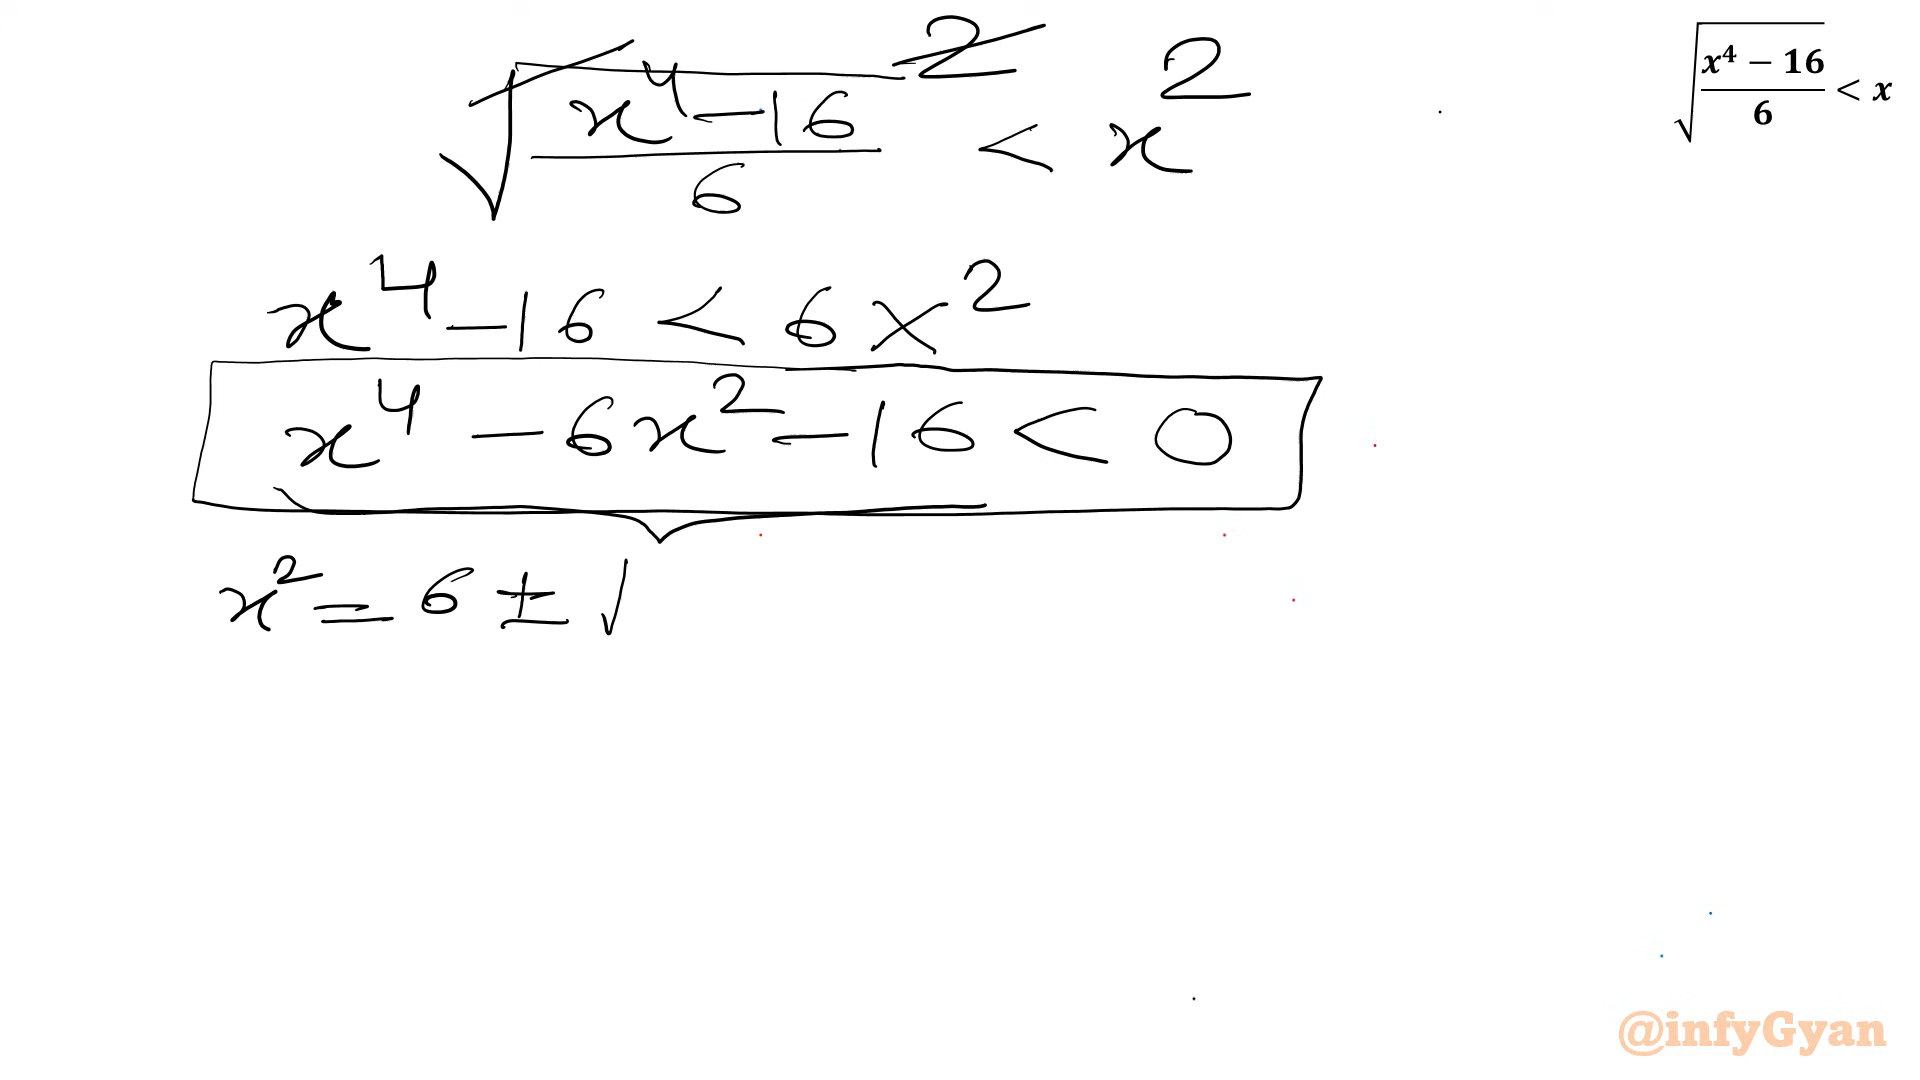 √((x⁴ − 16)/6)² < x²
√((x⁴ − 16)/6) < x
x⁴ − 16 < 6x²
x⁴ − 6x² − 16 < 0
x² = 6 ± √
@infyGyan